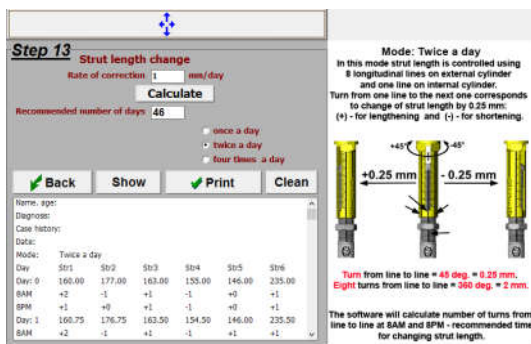 Step 13
Strut length change
Rate of correction 1 mm/day
Calculate
Recommended number of days 46
once a day
twice a day
four times a day
Back Show Print Clean
Name, age:
Diagnosis:
Case history:
Date:
Mode: Twice a day
Day Str1 Str2 Str3 Str4 Str5 Str6
Day: 0 160.00 177.00 163.00 155.00 146.00 235.00
8AM +2 -1 +1 -1 +0 +1
8PM +1 +0 +1 -1 +0 +1
Day: 1 160.75 176.75 163.50 154.50 146.00 235.50
8AM +2 -1 +1 -1 +1 +1
Mode: Twice a day
In this mode strut length is controlled using
8 longitudinal lines on external cylinder
and one line on internal cylinder.
Turn from one line to the next one corresponds
to change of strut length by 0.25 mm:
(+) - for lengthening and (-) - for shortening.
+45° -45°
+0.25 mm - 0.25 mm
Turn from line to line = 45 deg. = 0.25 mm.
Eight turns from line to line = 360 deg. = 2 mm.
The software will calculate number of turns from
line to line at 8AM and 8PM - recommended time
for changing strut length.